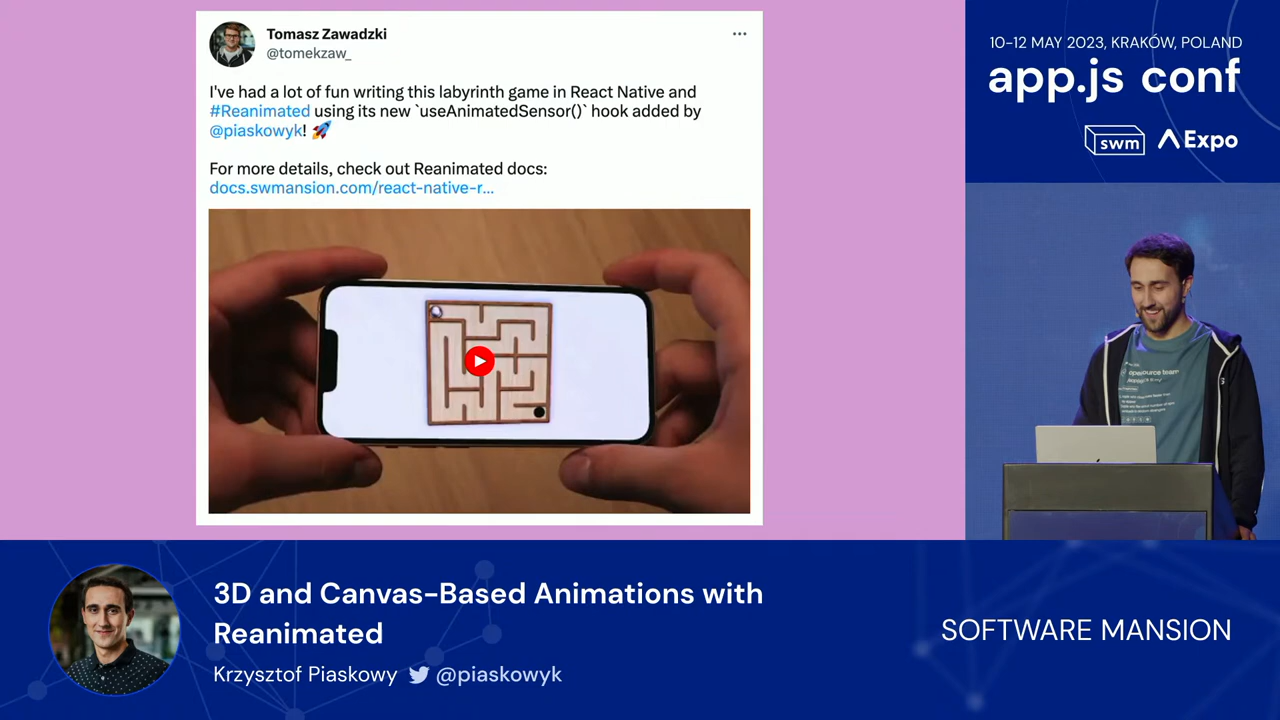 Tomasz Zawadzki
@tomekzaw_
I've had a lot of fun writing this labyrinth game in React Native and
#Reanimated using its new `useAnimatedSensor()` hook added by
@piaskowyk! 🚀
For more details, check out Reanimated docs:
docs.swmansion.com/react-native-r...
10-12 MAY 2023, KRAKÓW, POLAND
app.js conf
swm Expo
opensource team
3D and Canvas-Based Animations with
Reanimated
Krzysztof Piaskowy @piaskowyk
SOFTWARE MANSION